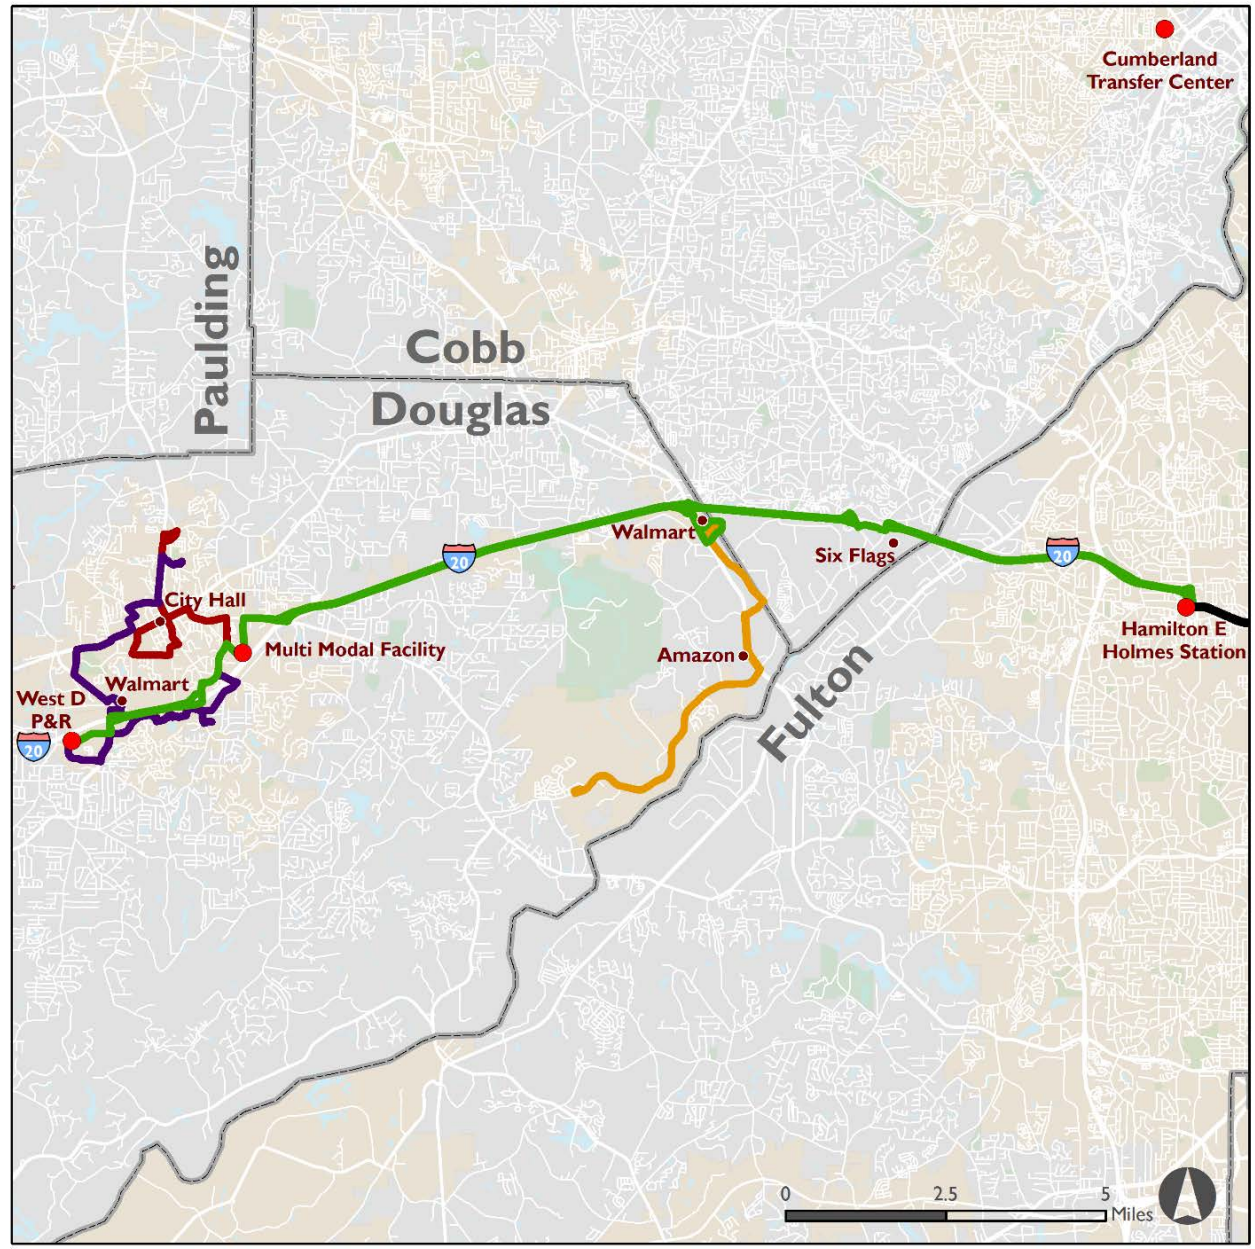 Cumberland
Transfer Center
Paulding
Cobb
Douglas
Walmart
20
Six Flags
20
City Hall
Hamilton E
Holmes Station
Multi Modal Facility
Amazon
Walmart
West D
P&R
20
Fulton
0
2.5
5
Miles